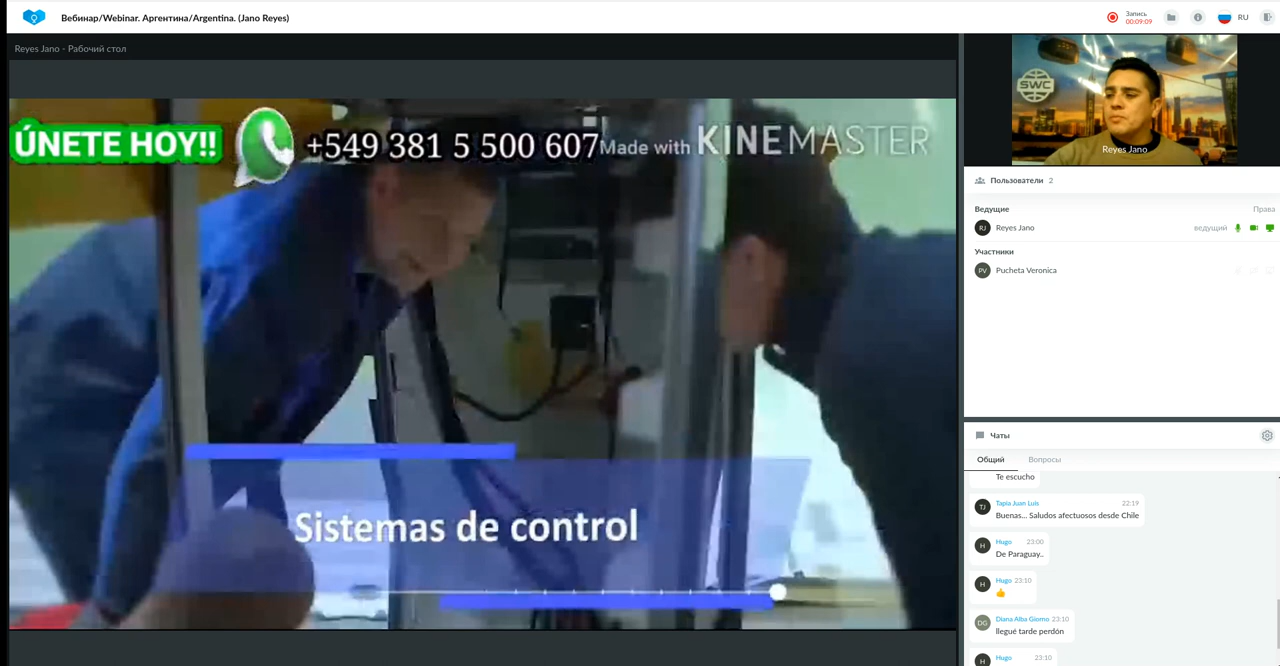 Вебинар/Webinar. Аргентина/Argentina. (Jano Reyes)
Запись
00:09:09
RU
Reyes Jano - Рабочий стол
ÚNETE HOY!!
+549 381 5 500 607
Made with KINEMASTER
Sistemas de control
SWC
Reyes Jano
Пользователи 2
Ведущие
Права
RJ
Reyes Jano
ведущий
Участники
PV
Pucheta Veronica
Чаты
Общий
Вопросы
Te escucho
TJ
Tapia Juan Luis
22:19
Buenas... Saludos afectuosos desde Chile
H
Hugo
23:00
De Paraguay..
H
Hugo
23:10
👍
DG
Diana Alba Giorno
23:10
llegué tarde perdón
H
Hugo
23:10